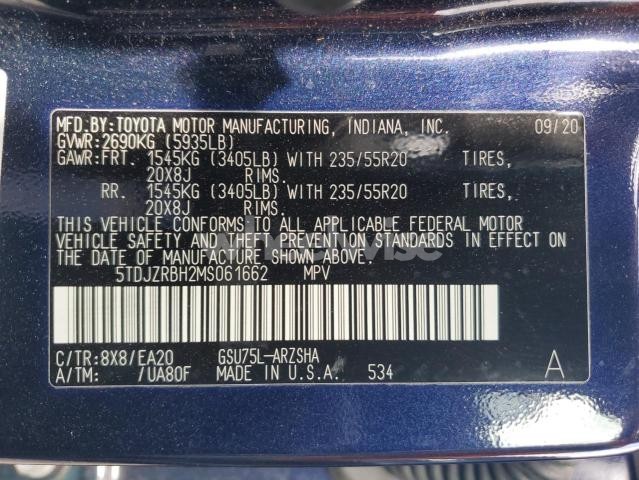 MFD.BY:TOYOTA MOTOR MANUFACTURING, INDIANA, INC. 09/20
GVWR:2690KG (5935LB)
GAWR:FRT. 1545KG (3405LB) WITH 235/55R20 TIRES,
20X8J RIMS.
RR. 1545KG (3405LB) WITH 235/55R20 TIRES,
20X8J RIMS.
THIS VEHICLE CONFORMS TO ALL APPLICABLE FEDERAL MOTOR
VEHICLE SAFETY AND THEFT PREVENTION STANDARDS IN EFFECT ON
THE DATE OF MANUFACTURE SHOWN ABOVE.
5TDJZRBH2MS061662 MPV
C/TR:8X8/EA20 GSU75L-ARZSHA
A/TM: /UA80F MADE IN U.S.A. 534 A